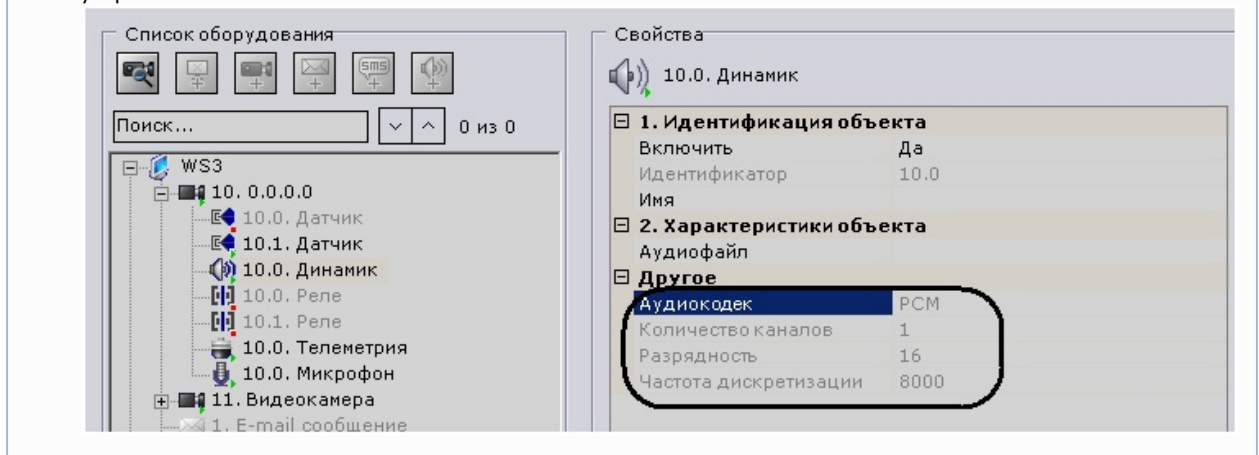 Список оборудования
sms
Поиск...
0 из 0
WS3
10. 0.0.0.0
10.0. Датчик
10.1. Датчик
10.0. Динамик
10.0. Реле
10.1. Реле
10.0. Телеметрия
10.0. Микрофон
11. Видеокамера
1. E-mail сообщение
Свойства
10.0. Динамик
1. Идентификация объекта
Включить Да
Идентификатор 10.0
Имя
2. Характеристики объекта
Аудиофайл
Другое
Аудиокодек PCM
Количество каналов 1
Разрядность 16
Частота дискретизации 8000